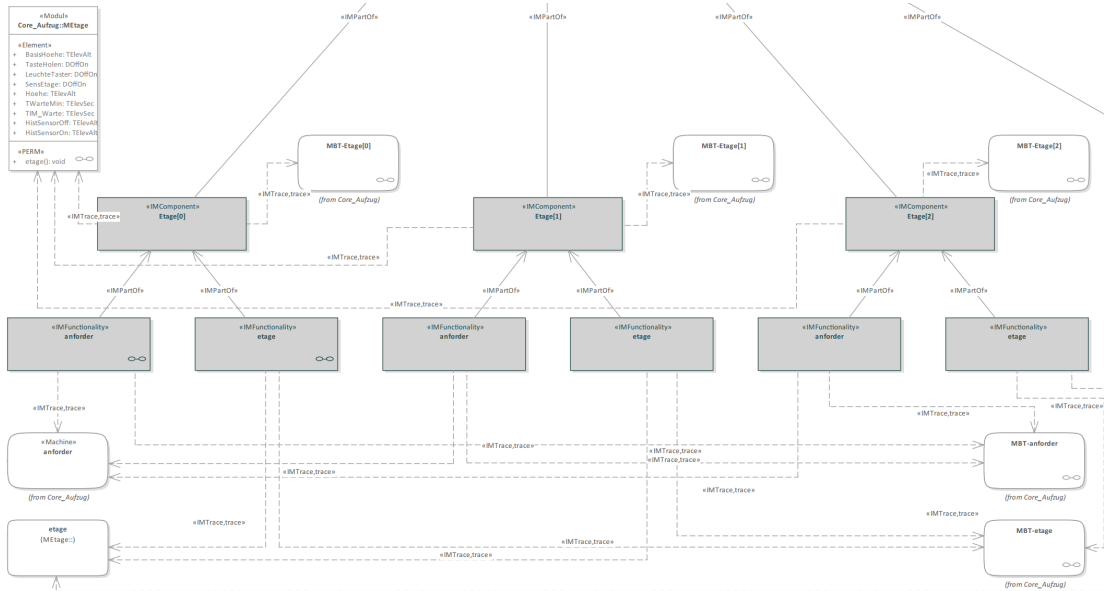 «IMPartOf»
«IMPartOf»
«IMPartOf»
«Modul»
Core_Aufzug::MEtage
«Element»
+ BasisHoehe: TElevAlt
+ TasteHolen: DOffOn
+ LeuchteTaster: DOffOn
+ SensEtage: DOffOn
+ Hoehe: TElevAlt
+ TWarteMin: TElevSec
+ TIM_Warte: TElevSec
+ HistSensorOff: TElevAlt
+ HistSensorOn: TElevAlt
«PERM»
+ etage(): void
MBT-Etage[0]
(from Core_Aufzug)
MBT-Etage[1]
(from Core_Aufzug)
MBT-Etage[2]
(from Core_Aufzug)
«IMTrace,trace»
«IMTrace,trace»
«IMTrace,trace»
«IMTrace,trace»
«IMComponent»
Etage[0]
«IMComponent»
Etage[1]
«IMComponent»
Etage[2]
«IMTrace,trace»
«IMTrace,trace»
«IMPartOf»
«IMPartOf»
«IMPartOf»
«IMPartOf»
«IMPartOf»
«IMPartOf»
«IMFunctionality»
anforder
«IMFunctionality»
etage
«IMFunctionality»
anforder
«IMFunctionality»
etage
«IMFunctionality»
anforder
«IMFunctionality»
etage
«IMTrace,trace»
«IMTrace,trace»
«IMTrace,trace»
«Machine»
anforder
(from Core_Aufzug)
«IMTrace,trace»
«IMTrace,trace»
«IMTrace,trace»
«IMTrace,trace»
MBT-anforder
(from Core_Aufzug)
«IMTrace,trace»
«IMTrace,trace»
«IMTrace,trace»
«IMTrace,trace»
«IMTrace,trace»
etage
(MEtage::)
MBT-etage
(from Core_Aufzug)